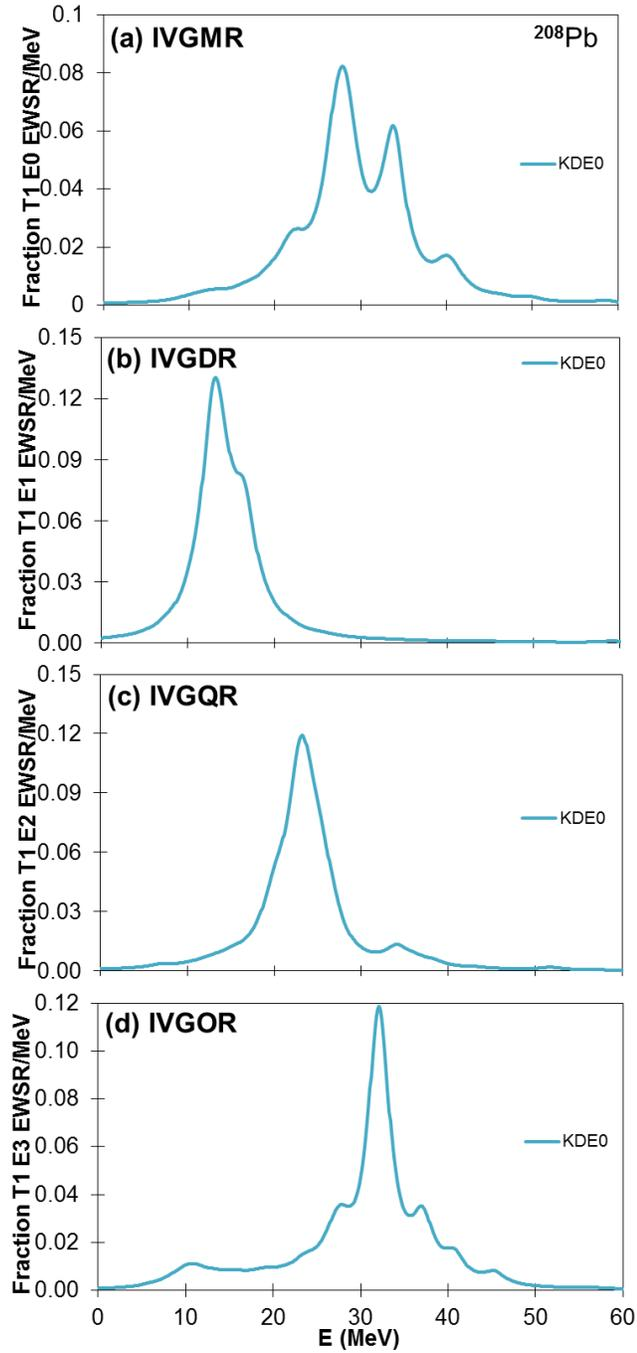 (a) IVGMR
²⁰⁸Pb
Fraction T1 E0 EWSR/MeV
0.1
0.08
0.06
0.04
0.02
0
KDE0
(b) IVGDR
Fraction T1 E1 EWSR/MeV
0.15
0.12
0.09
0.06
0.03
0.00
KDE0
(c) IVGQR
Fraction T1 E2 EWSR/MeV
0.15
0.12
0.09
0.06
0.03
0.00
KDE0
(d) IVGOR
Fraction T1 E3 EWSR/MeV
0.12
0.10
0.08
0.06
0.04
0.02
0.00
KDE0
0 10 20 30 40 50 60
E (MeV)